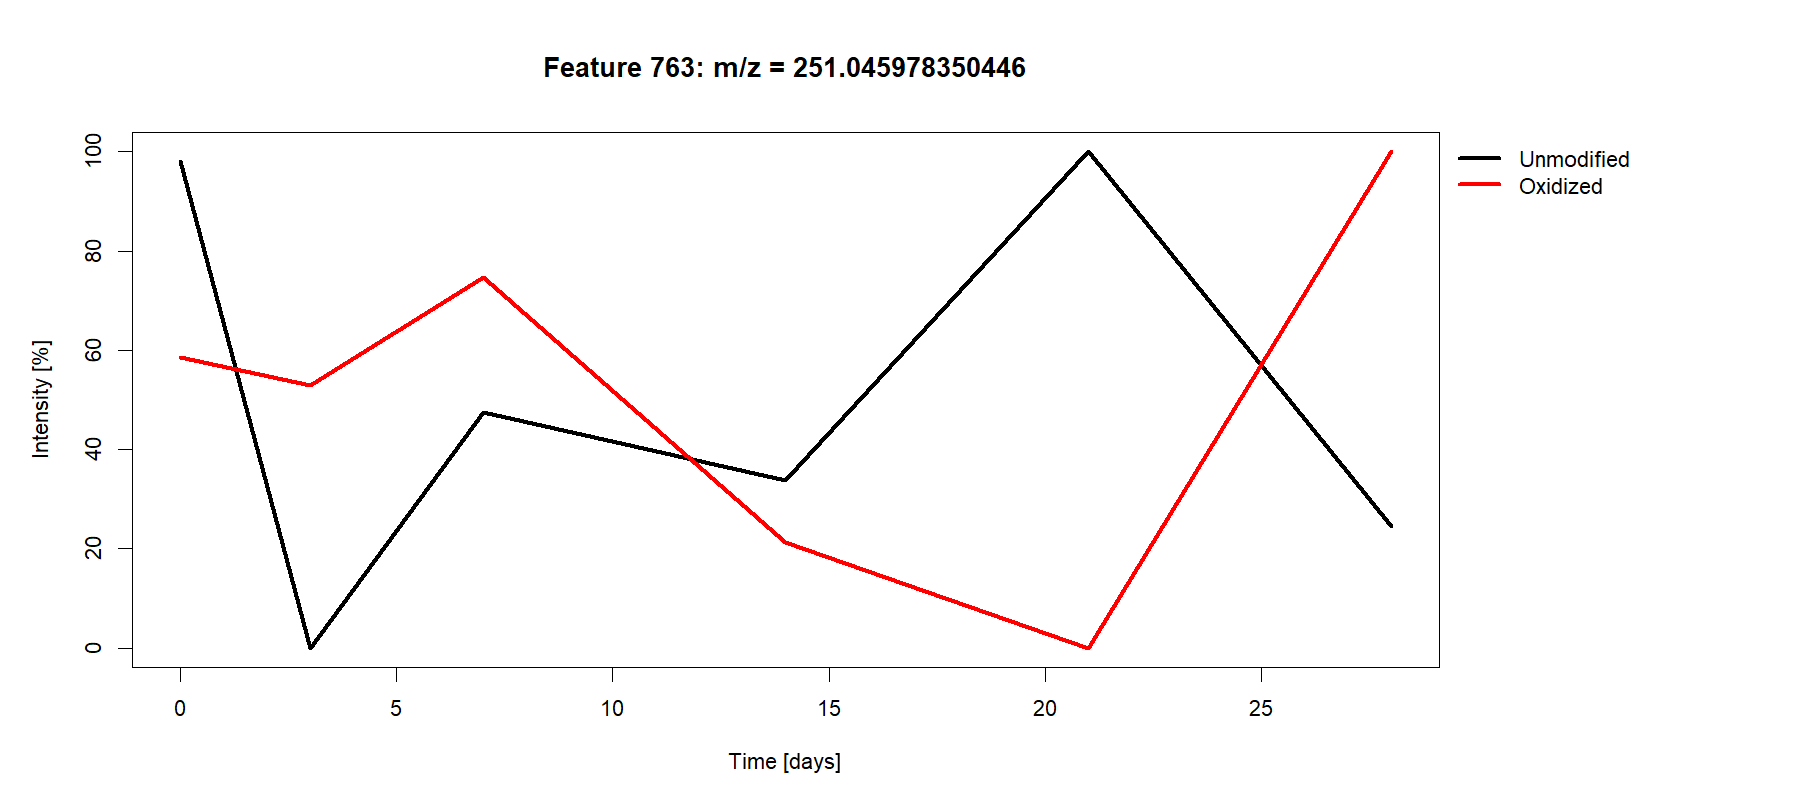 Feature 763: m/z = 251.045978350446
Unmodified
Oxidized
100
80
60
40
20
0
Intensity [%]
0 5 10 15 20 25
Time [days]